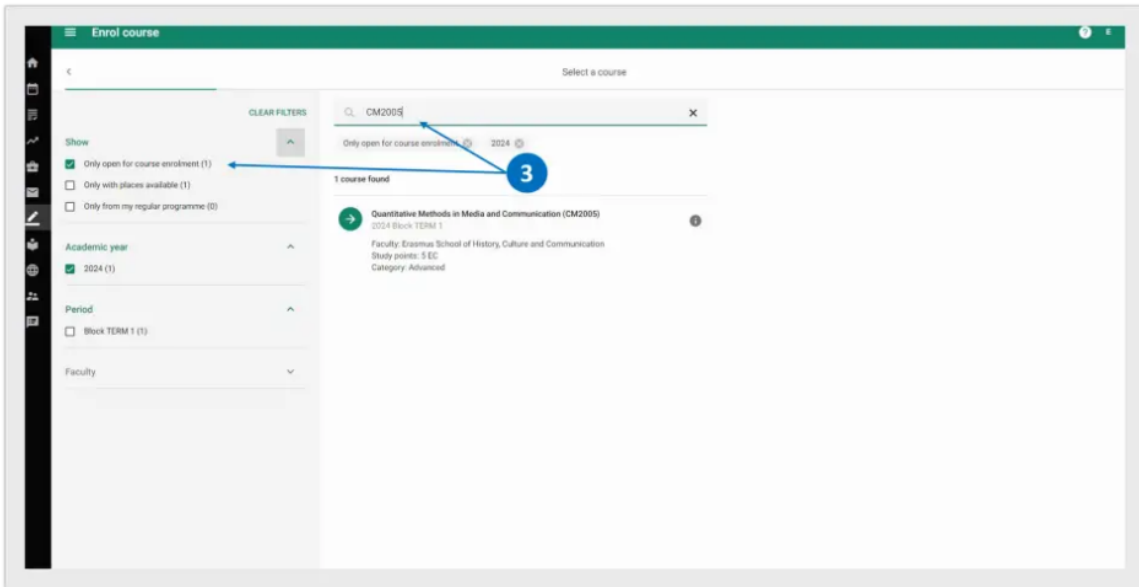 Enrol course
? E
Select a course
CLEAR FILTERS
CM2005
Show
Only open for course enrolment 2024
Only open for course enrolment (1)
3
Only with places available (1)
1 course found
Only from my regular programme (0)
Quantitative Methods in Media and Communication (CM2005)
2024 Block TERM 1
Academic year
Faculty: Erasmus School of History, Culture and Communication
Study points: 5 EC
2024 (1)
Category: Advanced
Period
Block TERM 1 (1)
Faculty